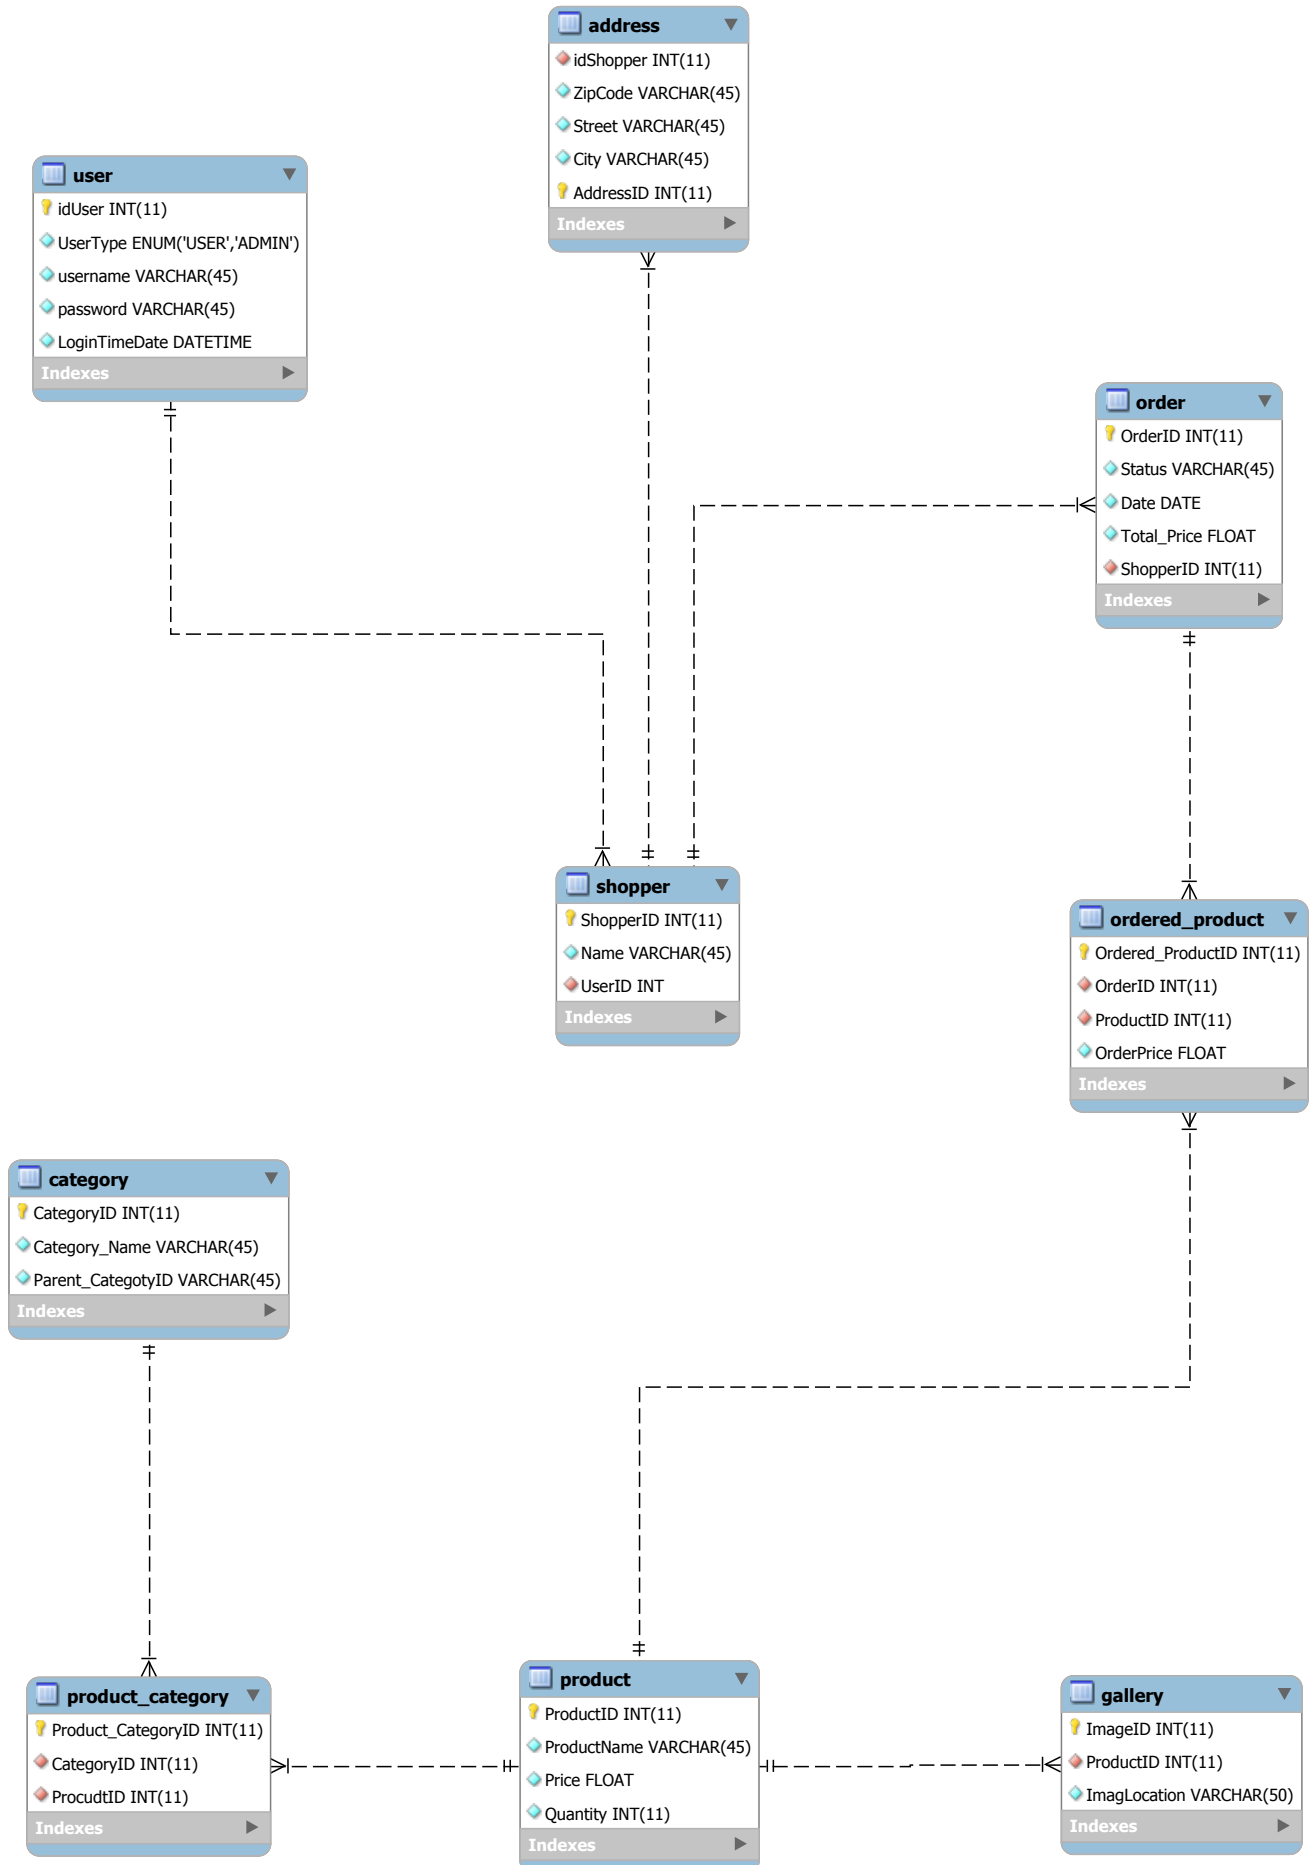 address
idShopper INT(11)
ZipCode VARCHAR(45)
Street VARCHAR(45)
City VARCHAR(45)
AddressID INT(11)
Indexes
user
idUser INT(11)
UserType ENUM('USER','ADMIN')
username VARCHAR(45)
password VARCHAR(45)
LoginTimeDate DATETIME
Indexes
order
OrderID INT(11)
Status VARCHAR(45)
Date DATE
Total_Price FLOAT
ShopperID INT(11)
Indexes
shopper
ShopperID INT(11)
Name VARCHAR(45)
UserID INT
Indexes
ordered_product
Ordered_ProductID INT(11)
OrderID INT(11)
ProductID INT(11)
OrderPrice FLOAT
Indexes
category
CategoryID INT(11)
Category_Name VARCHAR(45)
Parent_CategotyID VARCHAR(45)
Indexes
product_category
Product_CategoryID INT(11)
CategoryID INT(11)
ProcudtID INT(11)
Indexes
product
ProductID INT(11)
ProductName VARCHAR(45)
Price FLOAT
Quantity INT(11)
Indexes
gallery
ImageID INT(11)
ProductID INT(11)
ImagLocation VARCHAR(50)
Indexes